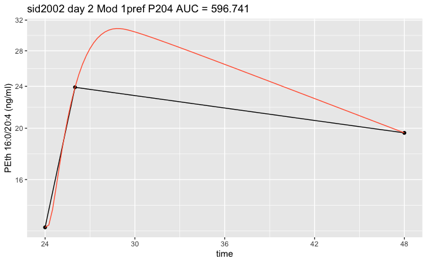 sid2002 day 2 Mod 1pref P204 AUC = 596.741
32
28
24
20
16
PEth 16:0/20:4 (ng/ml)
24 30 36 42 48
time